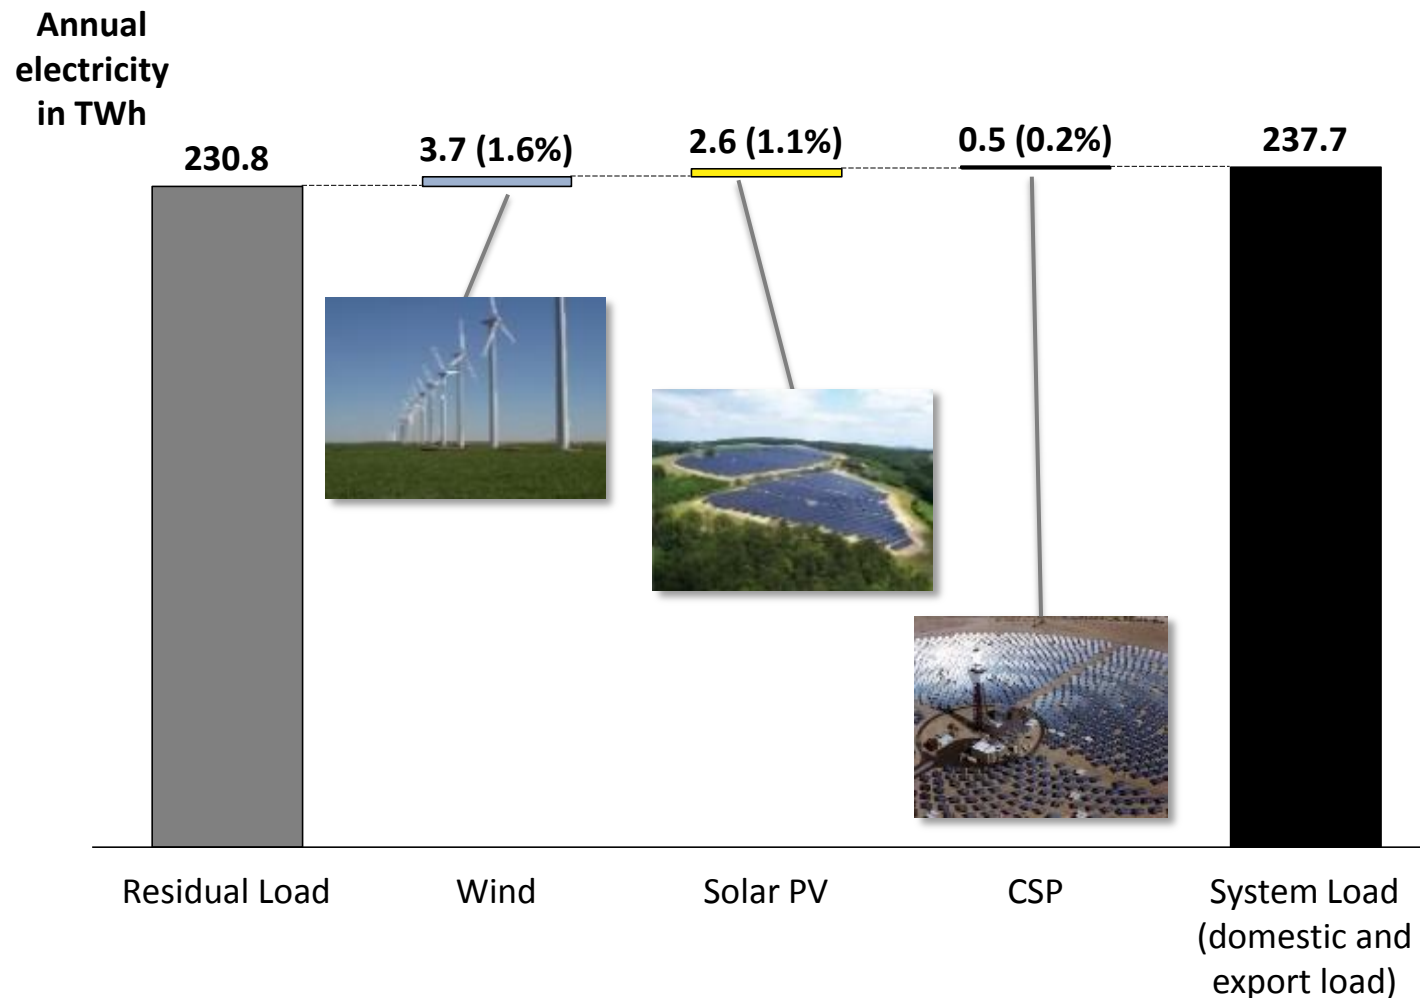 Annual
electricity
in TWh
230.8
3.7 (1.6%)
2.6 (1.1%)
0.5 (0.2%)
237.7
Residual Load
Wind
Solar PV
CSP
System Load
(domestic and
export load)